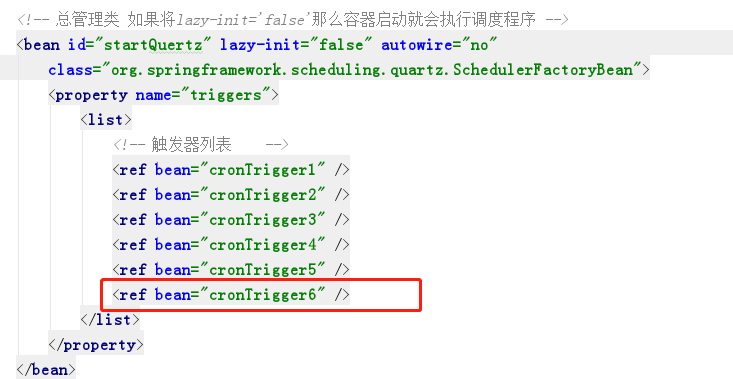 <!-- 总管理类 如果将lazy-init='false'那么容器启动就会执行调度程序 -->
<bean id="startQuertz" lazy-init="false" autowire="no"
class="org.springframework.scheduling.quartz.SchedulerFactoryBean">
<property name="triggers">
<list>
<!-- 触发器列表 -->
<ref bean="cronTrigger1" />
<ref bean="cronTrigger2" />
<ref bean="cronTrigger3" />
<ref bean="cronTrigger4" />
<ref bean="cronTrigger5" />
<ref bean="cronTrigger6" />
</list>
</property>
</bean>